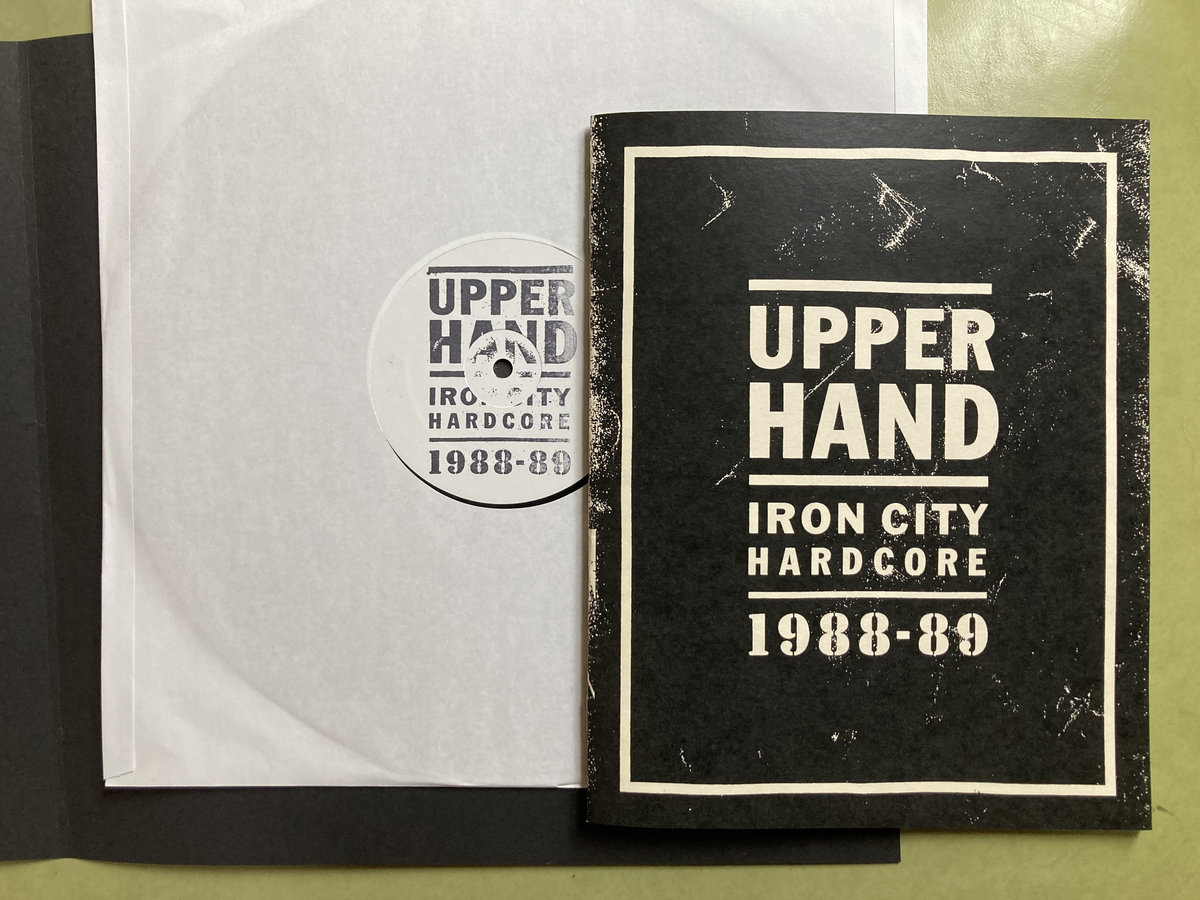 UPPER
HAND
IRON CITY
HARDCORE
1988-89
UPPER
HAND
IRON CITY
HARDCORE
1988-89